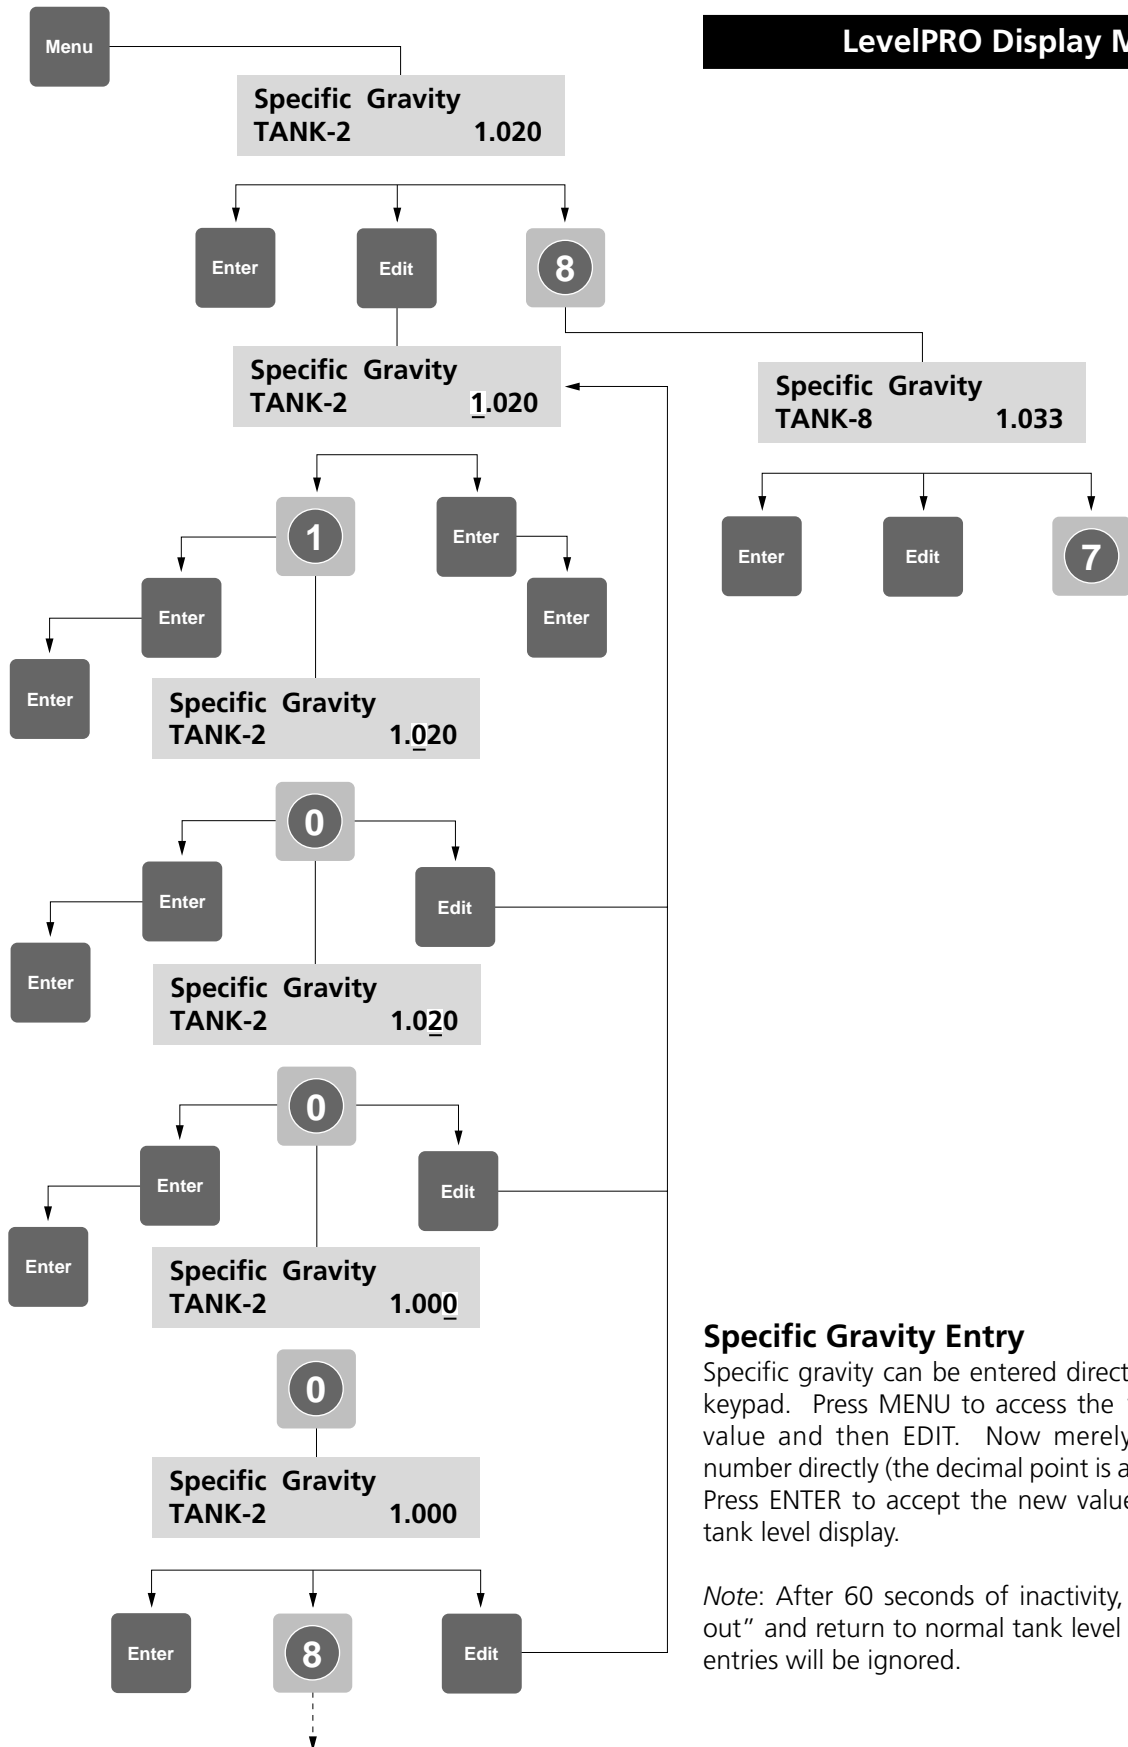 Menu
LevelPRO Display
Specific Gravity
TANK-2 1.020
Enter
Edit
8
Specific Gravity
TANK-2 1.020
Specific Gravity
TANK-8 1.033
1
Enter
Enter
Edit
7
Enter
Enter
Enter
Specific Gravity
TANK-2 1.020
0
Enter
Edit
Enter
Specific Gravity
TANK-2 1.020
0
Enter
Edit
Enter
Specific Gravity
TANK-2 1.000
0
Specific Gravity
TANK-2 1.000
Enter
8
Edit
Specific Gravity Entry
Specific gravity can be entered
keypad. Press MENU to access the
value and then EDIT. Now merely
number directly (the decimal point is
Press ENTER to accept the new value
tank level display.
Note: After 60 seconds of inactivity,
out” and return to normal tank level
entries will be ignored.